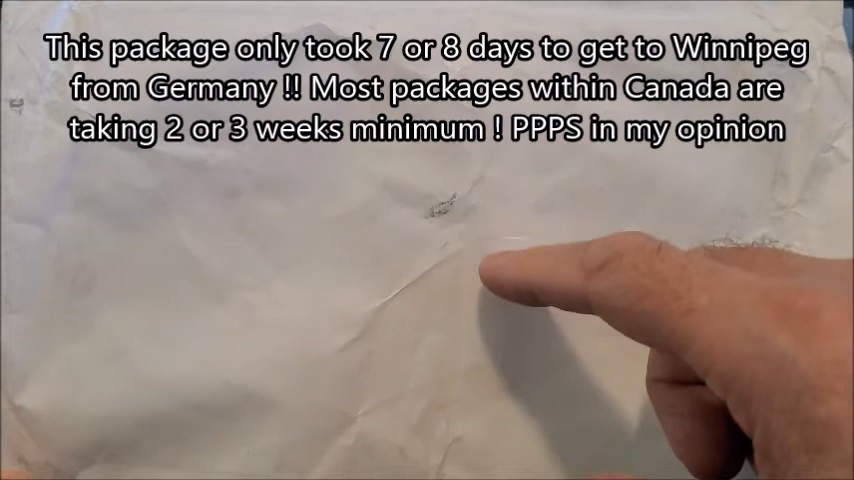 This package only took 7 or 8 days to get to Winnipeg
from Germany !! Most packages within Canada are
taking 2 or 3 weeks minimum ! PPPS in my opinion